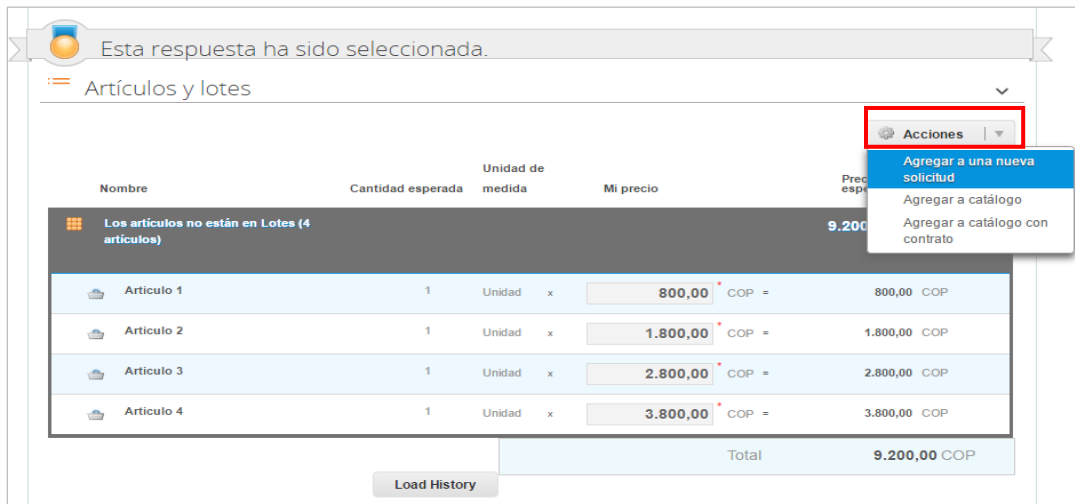 Esta respuesta ha sido seleccionada.
Artículos y lotes
Acciones
Agregar a una nueva
solicitud
Agregar a catálogo
Agregar a catálogo con
contrato
Nombre
Cantidad esperada
Unidad de
medida
Mi precio
Los artículos no están en Lotes (4
artículos)
Articulo 1 1 Unidad x 800,00 * COP = 800,00 COP
Articulo 2 1 Unidad x 1.800,00 * COP = 1.800,00 COP
Articulo 3 1 Unidad x 2.800,00 * COP = 2.800,00 COP
Articulo 4 1 Unidad x 3.800,00 * COP = 3.800,00 COP
Total 9.200,00 COP
Load History